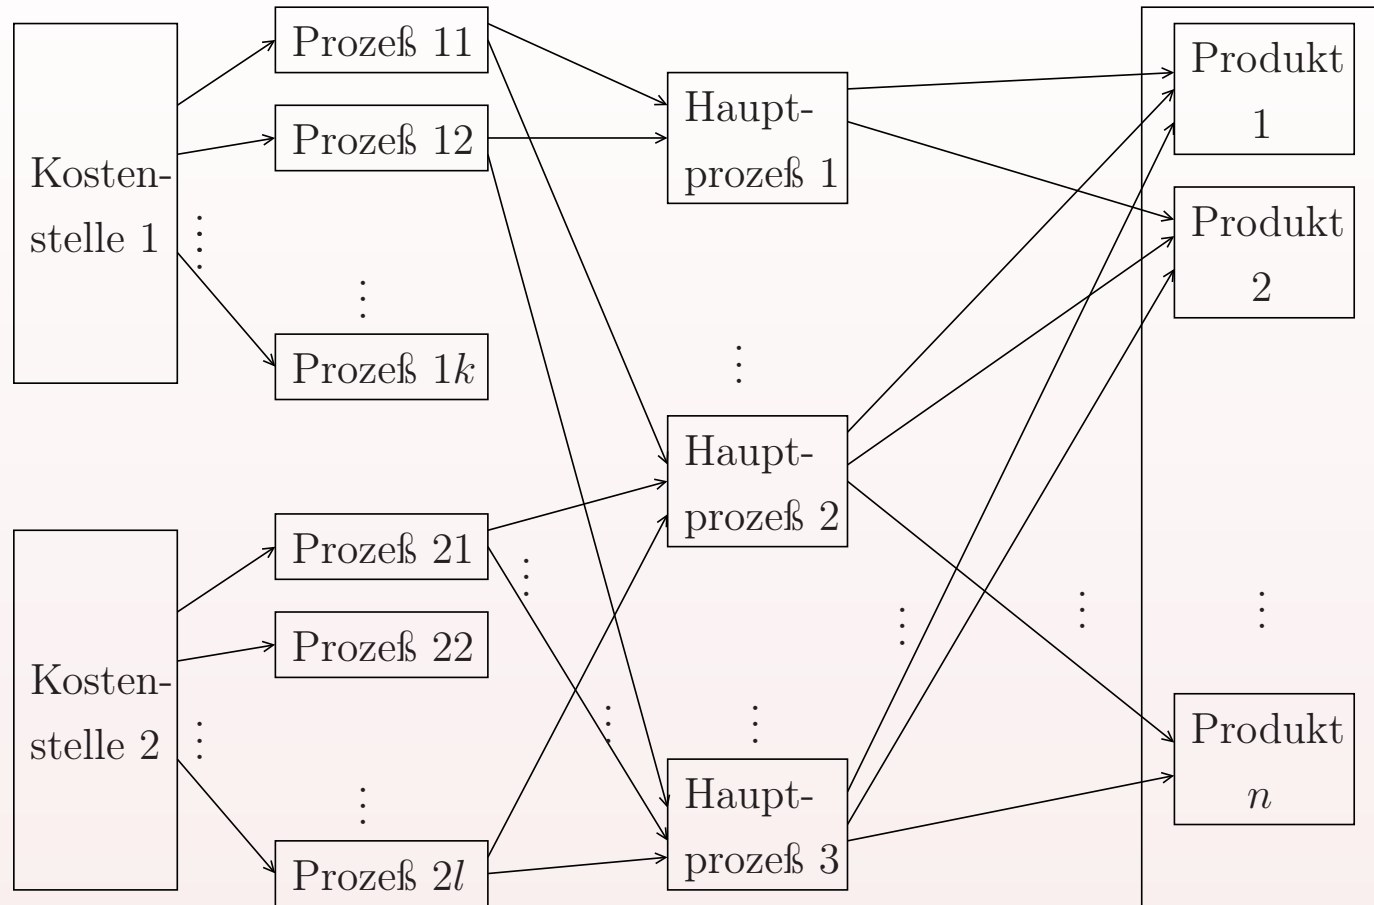 Kosten-
stelle 1
Prozeß 11
Prozeß 12
⋮
⋮
Prozeß 1k
Kosten-
stelle 2
Prozeß 21
Prozeß 22
⋮
⋮
Prozeß 2l
⋮
⋮
Haupt-
prozeß 1
⋮
Haupt-
prozeß 2
⋮
Haupt-
prozeß 3
⋮
⋮
Produkt
1
Produkt
2
⋮
Produkt
n